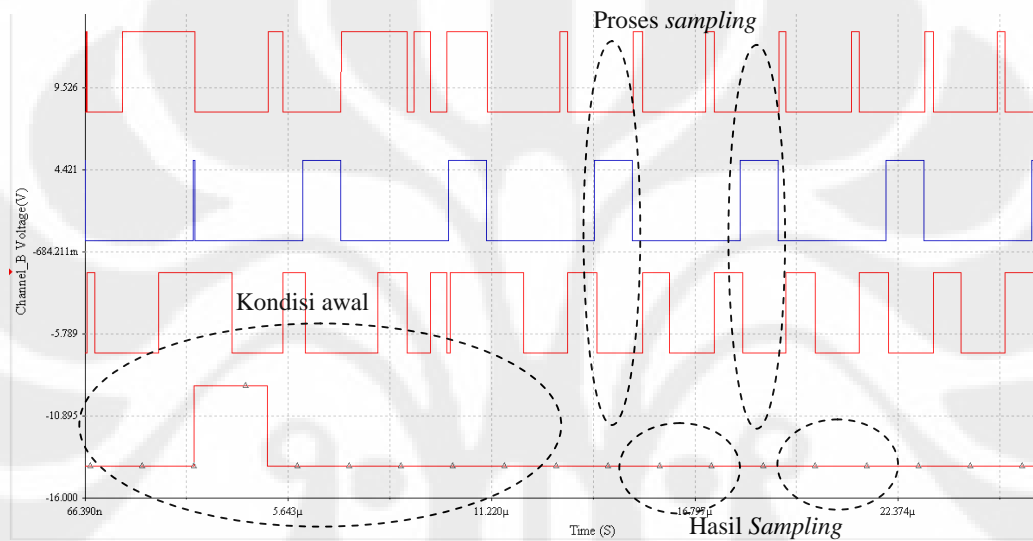 Proses sampling
9.526
4.421
-684.211m
-5.789
-10.895
-16.000
Channel_B Voltage(V)
Kondisi awal
66.390n
5.643µ
11.220µ
16.797µ
22.374µ
Time (S)
Hasil Sampling